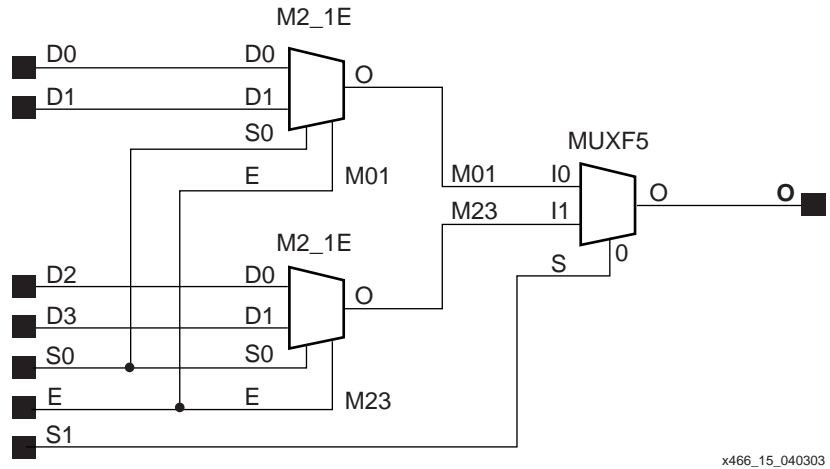 M2_1E
D0 D0
O
D1 D1
S0
MUXF5
E M01 M01 I0
O O
M23 I1
M2_1E
S 0
D2 D0
O
D3 D1
S0 S0
E E M23
S1
x466_15_040303